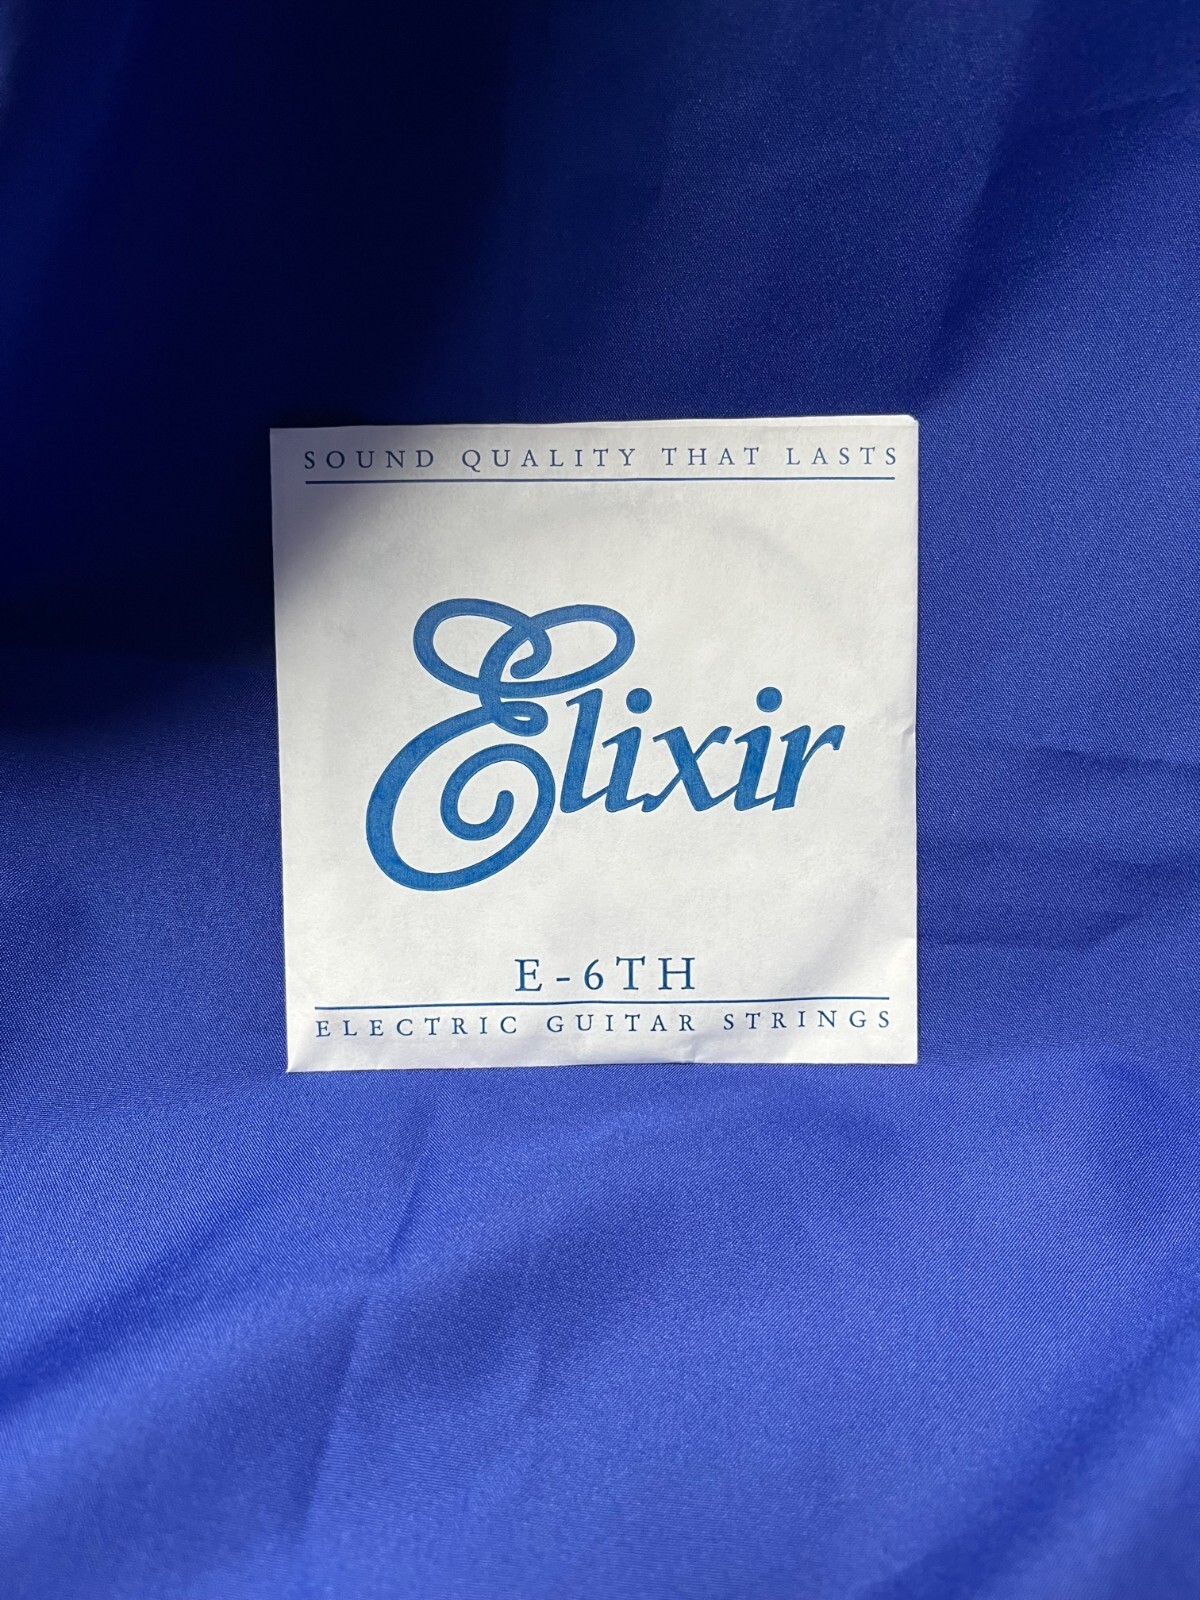 SOUND QUALITY THAT LASTS
Elixir
E-6TH
ELECTRIC GUITAR STRINGS